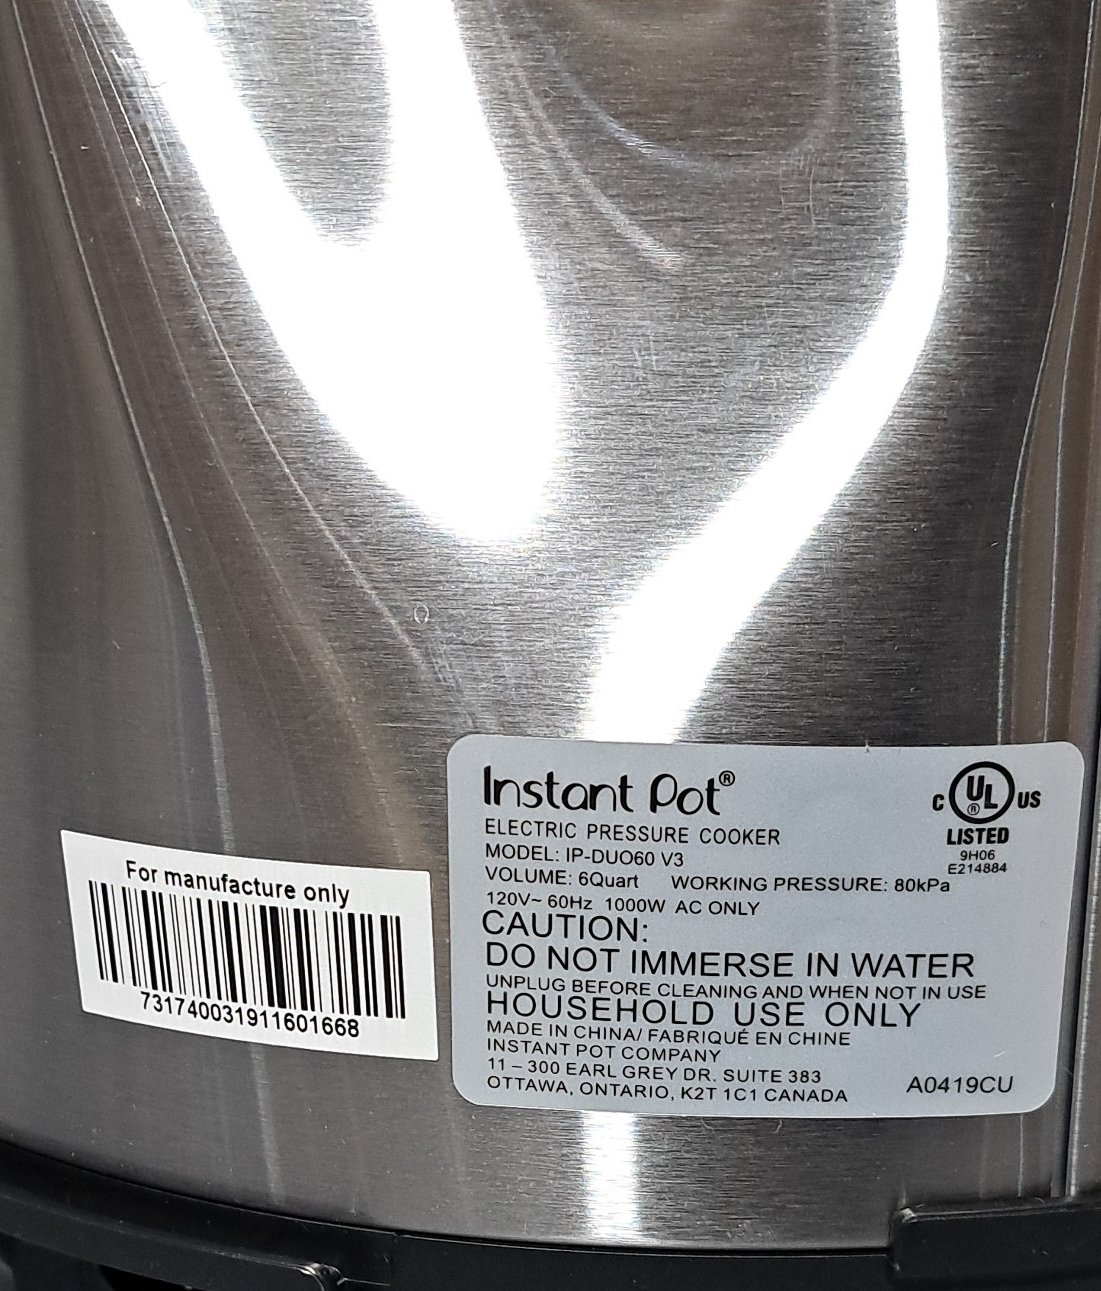 For manufacture only
731740031911601668
Instant Pot®
ELECTRIC PRESSURE COOKER
MODEL: IP-DUO60 V3
VOLUME: 6Quart WORKING PRESSURE: 80kPa
120V~ 60Hz 1000W AC ONLY
CAUTION:
DO NOT IMMERSE IN WATER
UNPLUG BEFORE CLEANING AND WHEN NOT IN USE
HOUSEHOLD USE ONLY
MADE IN CHINA/ FABRIQUÉ EN CHINE
INSTANT POT COMPANY
11 – 300 EARL GREY DR. SUITE 383
OTTAWA, ONTARIO, K2T 1C1 CANADA
A0419CU
C UL® US
LISTED
9H06
E214884